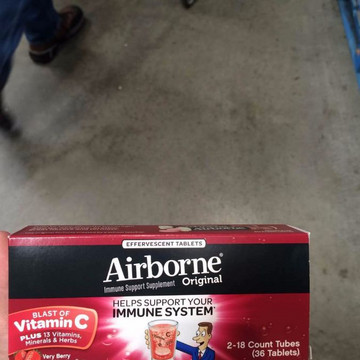 EFFERVESCENT TABLETS
Airborne®
Immune Support Supplement Original
HELPS SUPPORT YOUR
IMMUNE SYSTEM*
BLAST OF
Vitamin C
PLUS 13 Vitamins,
Minerals & Herbs
Very Berry
2-18 Count Tubes
(36 Tablets)